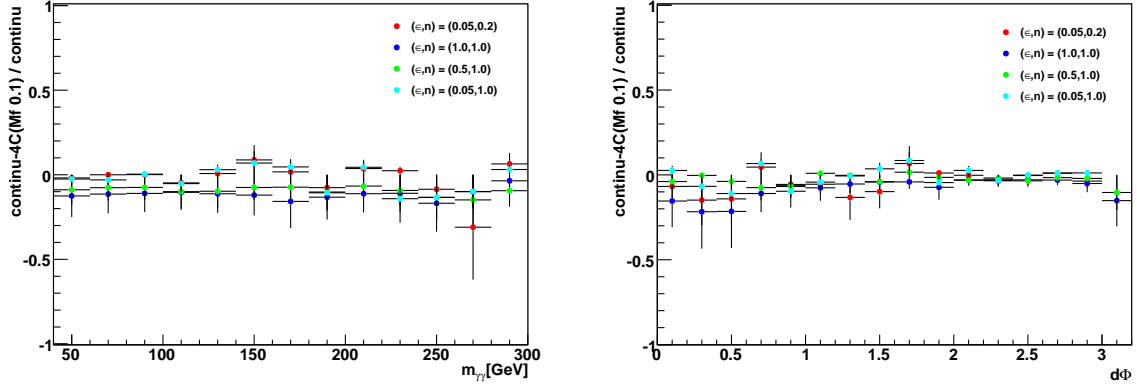 continu-4C(Mf 0.1) / continu
1
0.5
0
-0.5
-1
(∈,n) = (0.05,0.2)
(∈,n) = (1.0,1.0)
(∈,n) = (0.5,1.0)
(∈,n) = (0.05,1.0)
50 100 150 200 250 300
mγγ[GeV]
continu-4C(Mf 0.1) / continu
1
0.5
0
-0.5
-1
(∈,n) = (0.05,0.2)
(∈,n) = (1.0,1.0)
(∈,n) = (0.5,1.0)
(∈,n) = (0.05,1.0)
0 0.5 1 1.5 2 2.5 3
dΦ